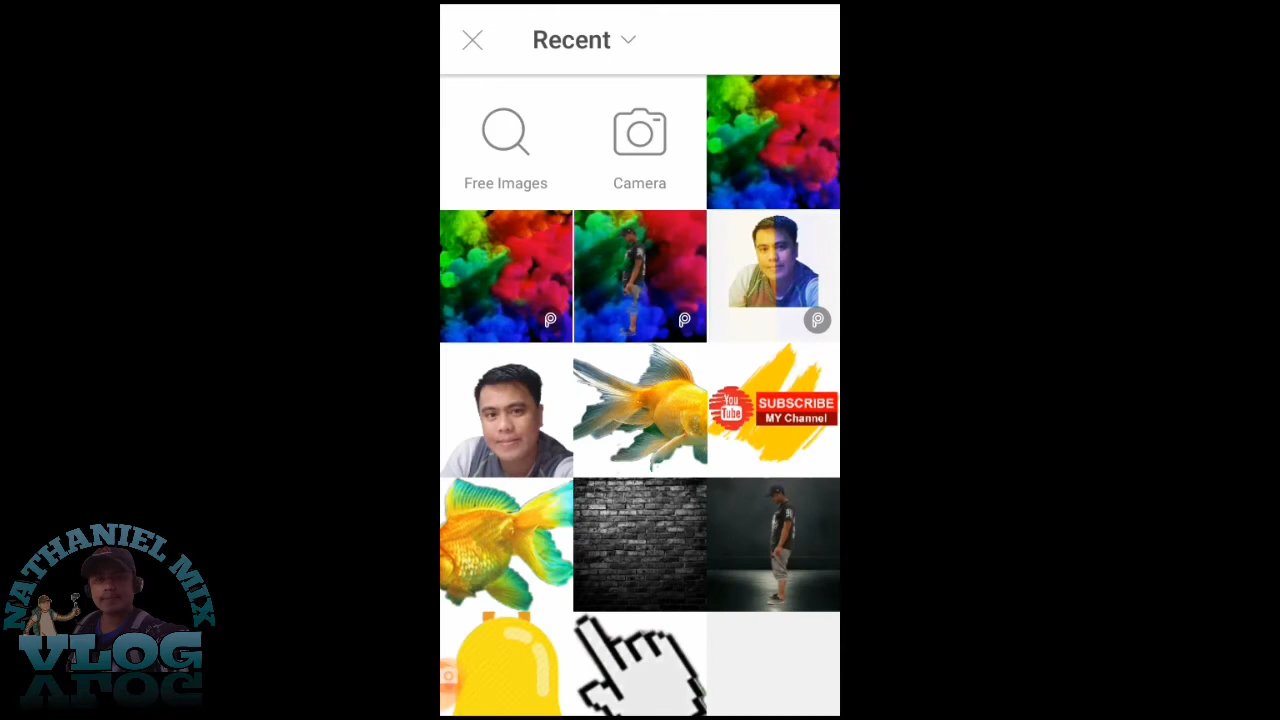 Recent
Free Images
Camera
You
Tube
SUBSCRIBE
MY Channel
NATHANIEL MIX
VLOG